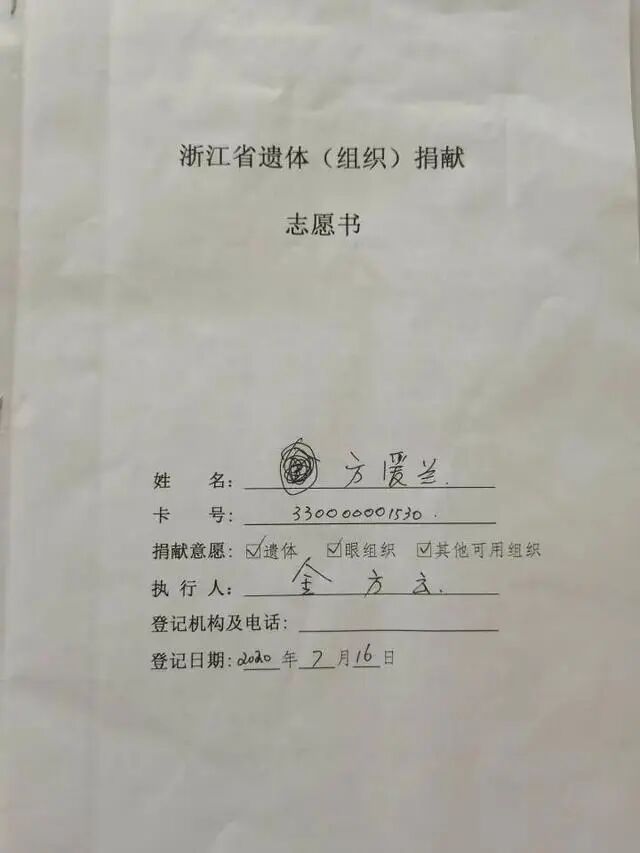 浙江省遗体（组织）捐献
志愿书
姓 名：方爱兰.
卡 号：330000001530.
捐献意愿：☑遗体 ☑眼组织 ☑其他可用组织
执 行 人：金方云.
登记机构及电话：
登记日期:2020年7月16日